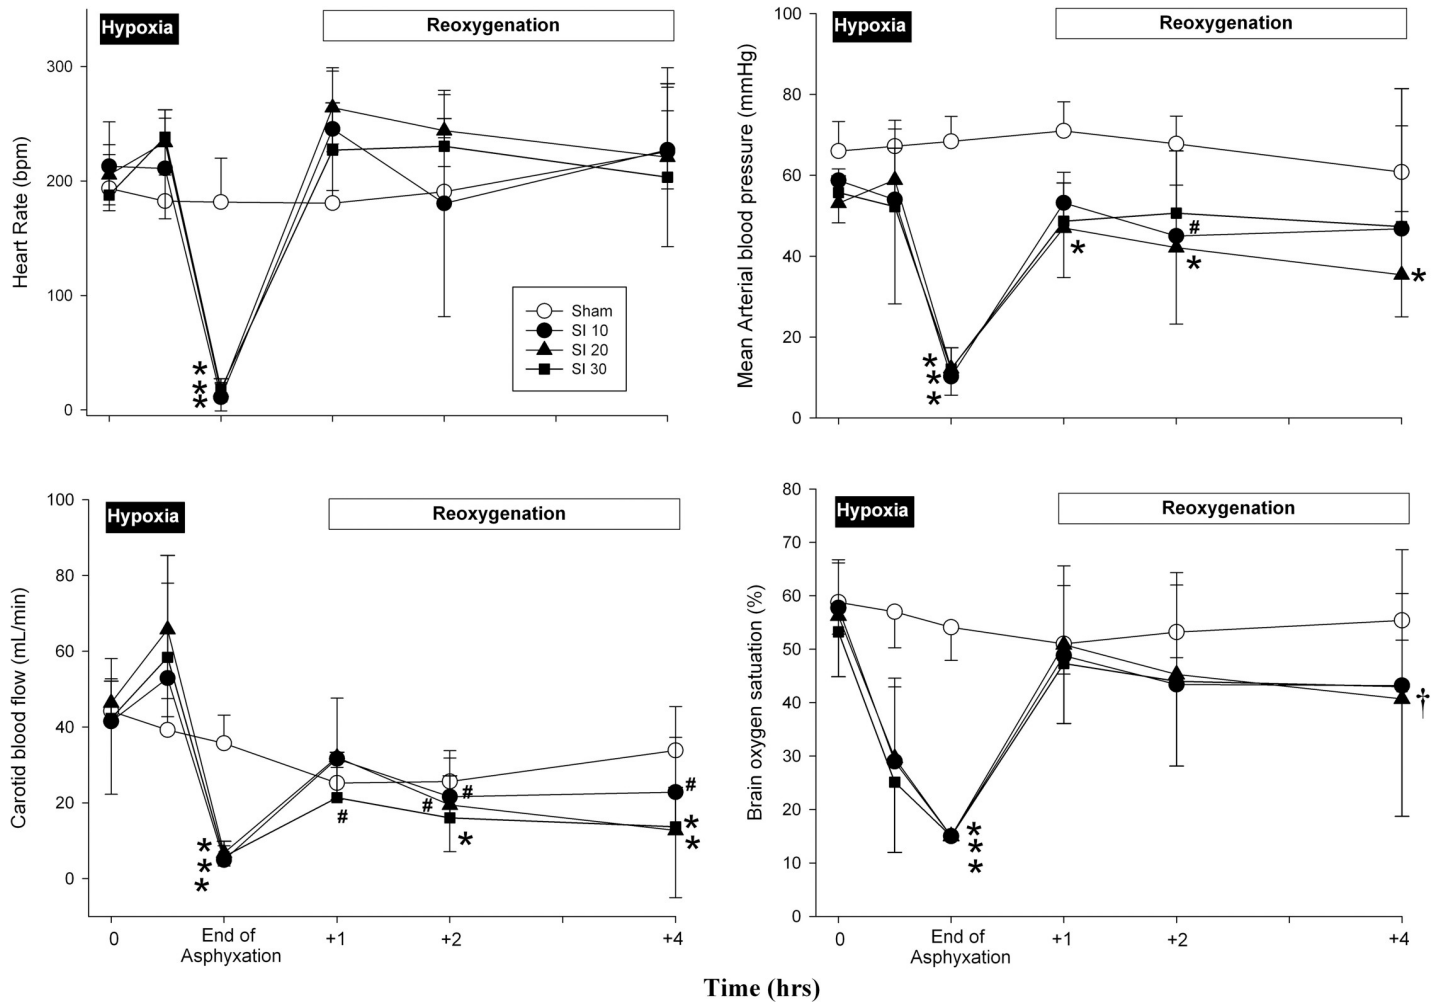 Hypoxia
Reoxygenation
300
200
100
0
Heart Rate (bpm)
Sham
SI 10
SI 20
SI 30
*
*
*
Hypoxia
Reoxygenation
100
80
60
40
20
0
Mean Arterial blood pressure (mmHg)
*
*
*
*
#
*
*
Hypoxia
Reoxygenation
100
80
60
40
20
0
Carotid blood flow (mL/min)
*
*
*
#
#
#
*
#
*
*
0
End of
Asphyxation
+1
+2
+4
Hypoxia
Reoxygenation
80
70
60
50
40
30
20
10
0
Brain oxygen satuation (%)
*
*
*
†
0
End of
Asphyxation
+1
+2
+4
Time (hrs)